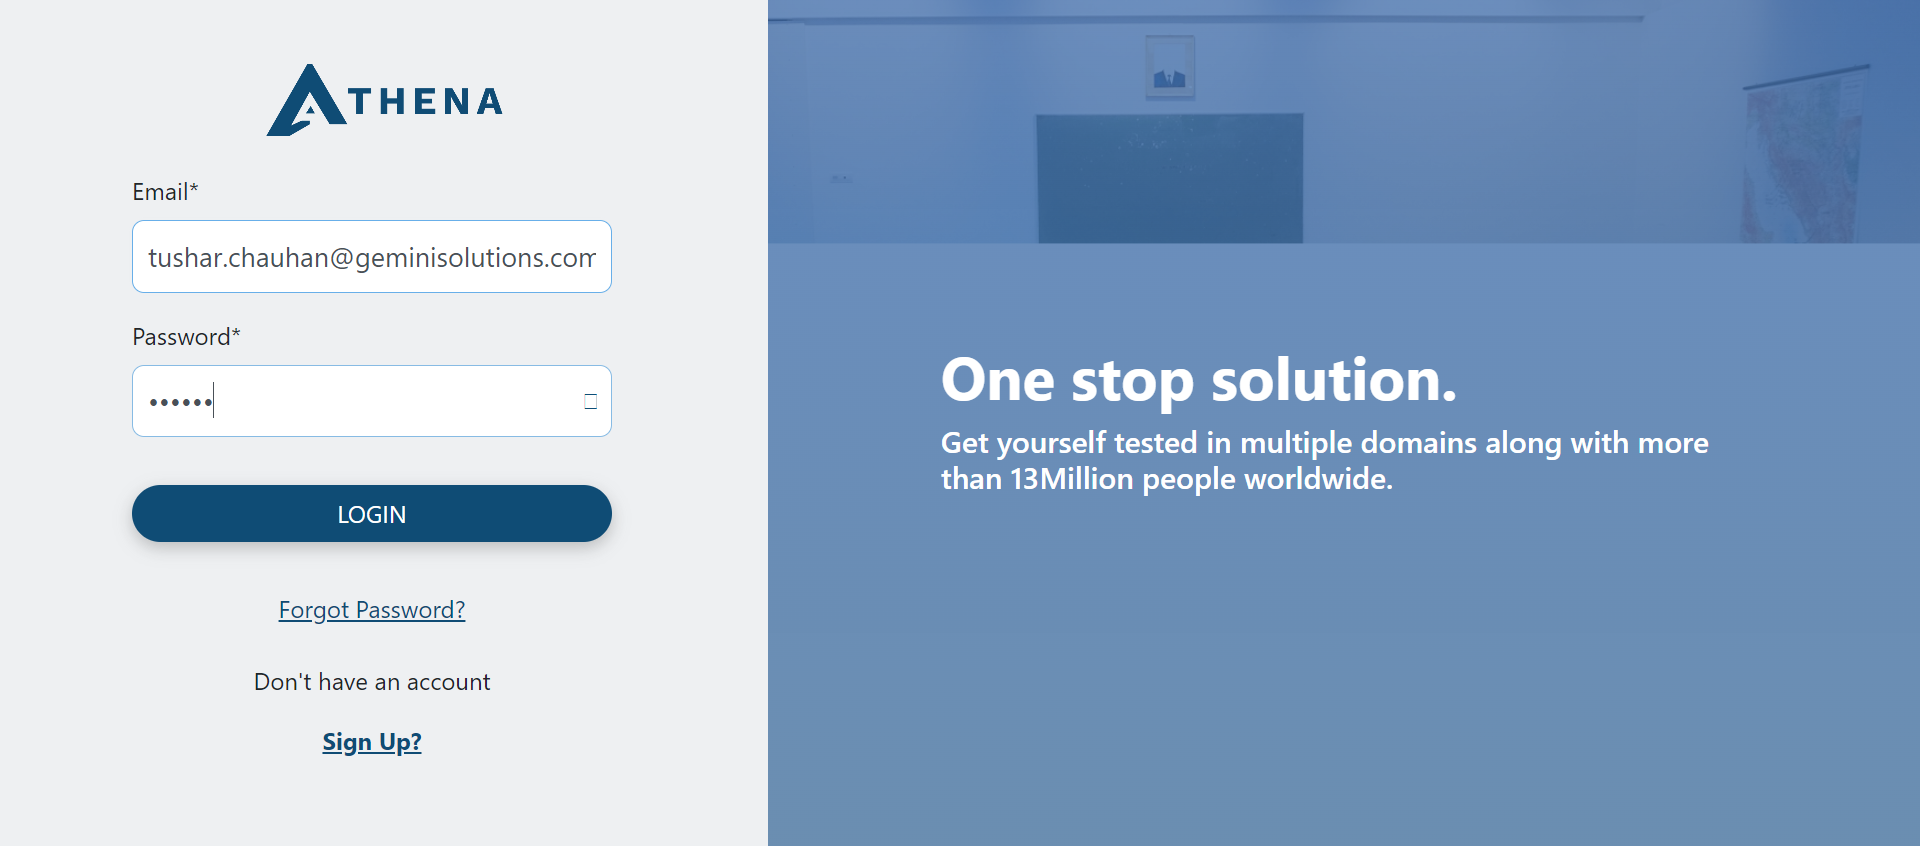 ATHENA
Email*
tushar.chauhan@geminisolutions.com
Password*
••••••
LOGIN
Forgot Password?
Don't have an account
Sign Up?
One stop solution.
Get yourself tested in multiple domains along with more
than 13Million people worldwide.